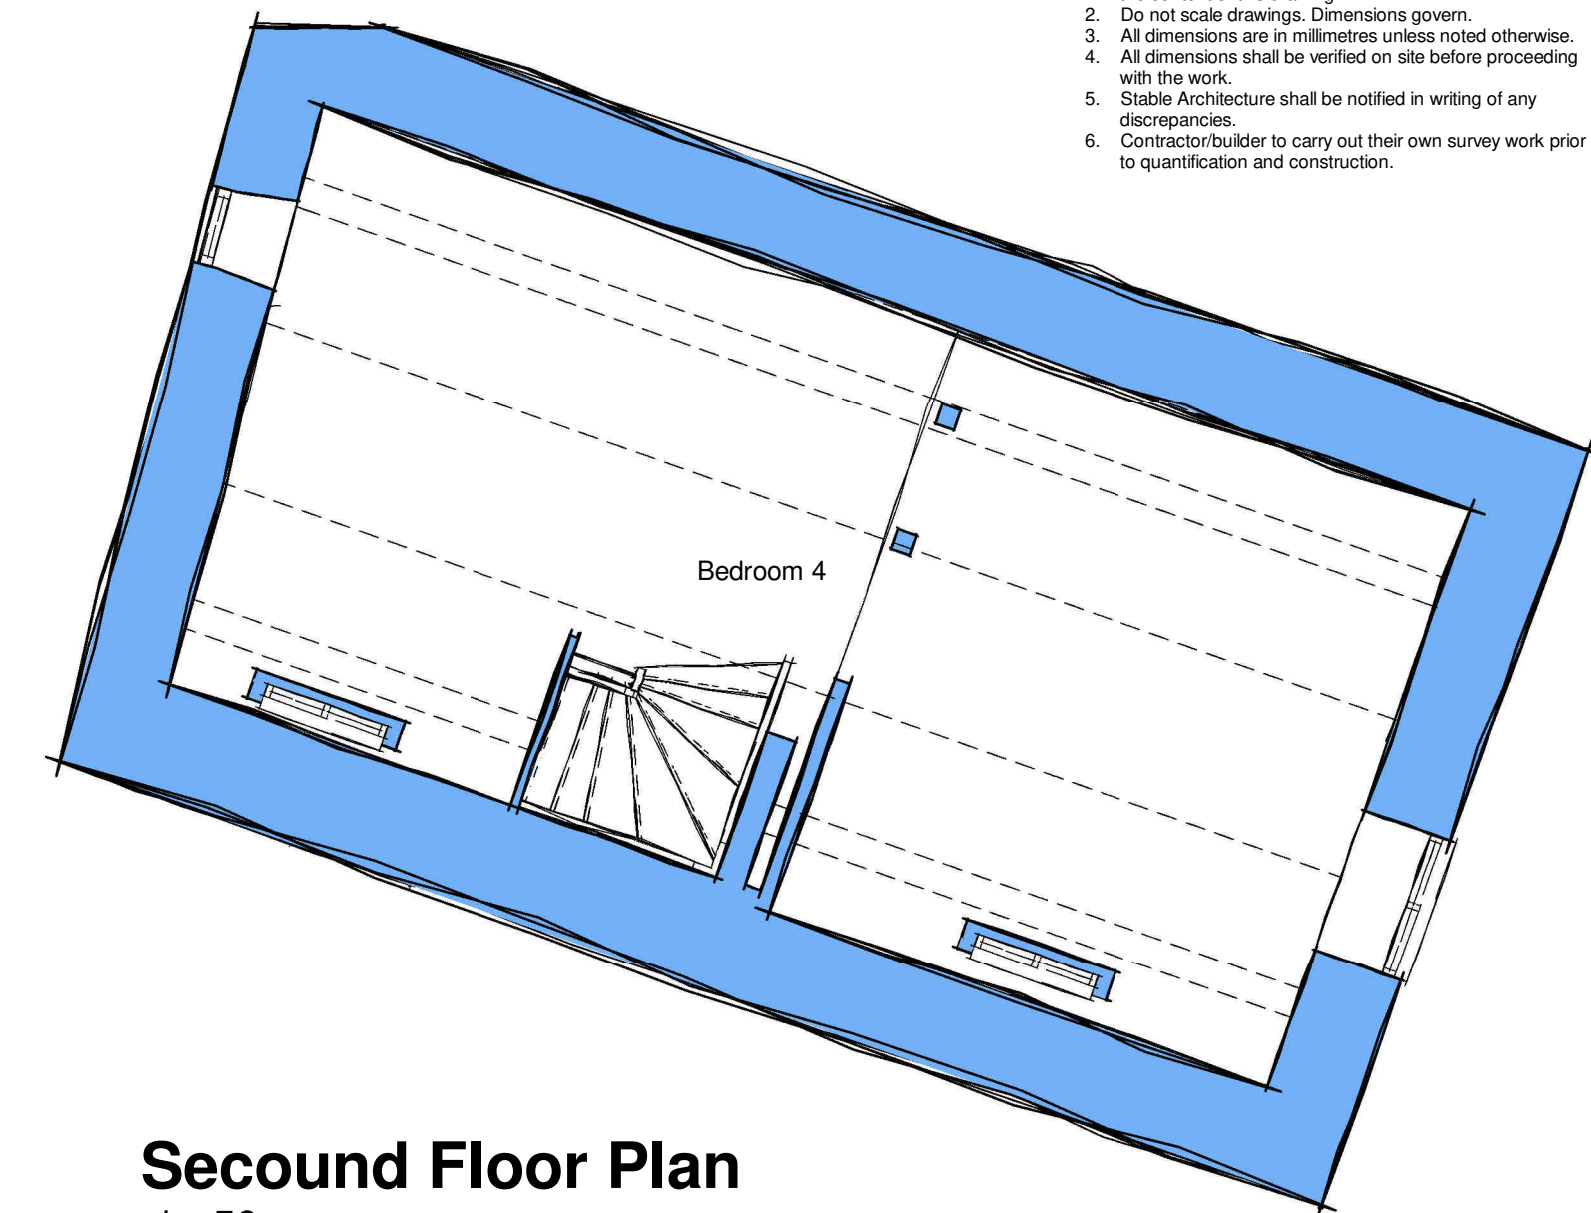 2. Do not scale drawings. Dimensions govern.
3. All dimensions are in millimetres unless noted otherwise.
4. All dimensions shall be verified on site before proceeding
with the work.
5. Stable Architecture shall be notified in writing of any
discrepancies.
6. Contractor/builder to carry out their own survey work prior
to quantification and construction.
Bedroom 4
Secound Floor Plan